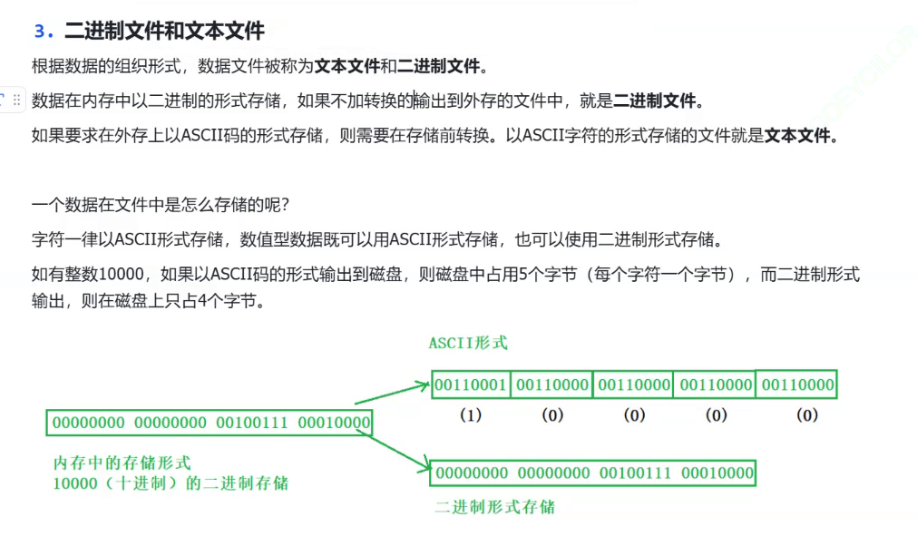 3. 二进制文件和文本文件
根据数据的组织形式，数据文件被称为文本文件和二进制文件。
数据在内存中以二进制的形式存储，如果不加转换的输出到外存的文件中，就是二进制文件。
如果要求在外存上以ASCII码的形式存储，则需要在存储前转换。以ASCII字符的形式存储的文件就是文本文件。
一个数据在文件中是怎么存储的呢？
字符一律以ASCII形式存储，数值型数据既可以用ASCII形式存储，也可以使用二进制形式存储。
如有整数10000，如果以ASCII码的形式输出到磁盘，则磁盘中占用5个字节（每个字符一个字节），而二进制形式
输出，则在磁盘上只占4个字节。
ASCII形式
00110001 00110000 00110000 00110000 00110000
(1) (0) (0) (0) (0)
00000000 00000000 00100111 00010000
内存中的存储形式
10000（十进制）的二进制存储
00000000 00000000 00100111 00010000
二进制形式存储